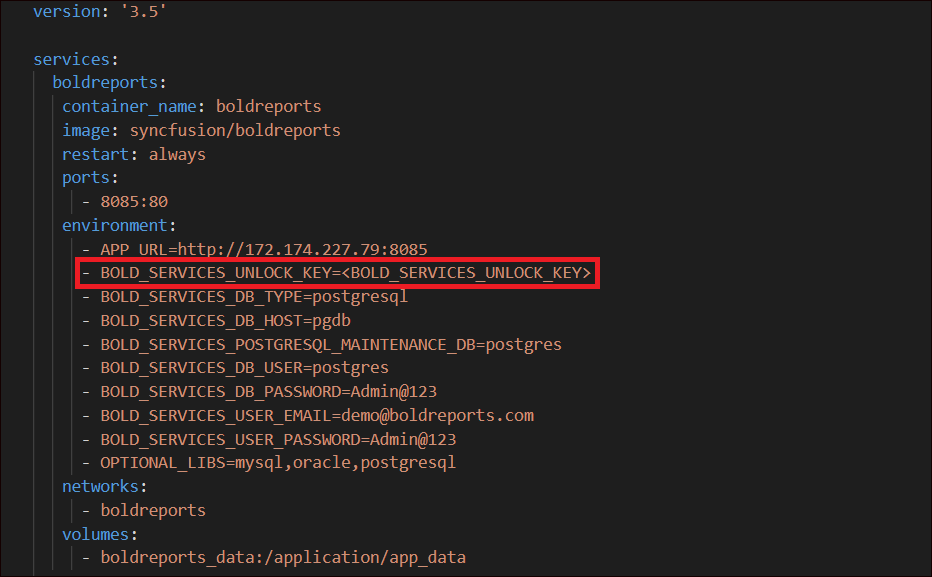 version: '3.5'
services:
boldreports:
container_name: boldreports
image: syncfusion/boldreports
restart: always
ports:
- 8085:80
environment:
- APP_URL=http://172.174.227.79:8085
- BOLD_SERVICES_UNLOCK_KEY=<BOLD_SERVICES_UNLOCK_KEY>
- BOLD_SERVICES_DB_TYPE=postgresql
- BOLD_SERVICES_DB_HOST=pgdb
- BOLD_SERVICES_POSTGRESQL_MAINTENANCE_DB=postgres
- BOLD_SERVICES_DB_USER=postgres
- BOLD_SERVICES_DB_PASSWORD=Admin@123
- BOLD_SERVICES_USER_EMAIL=demo@boldreports.com
- BOLD_SERVICES_USER_PASSWORD=Admin@123
- OPTIONAL_LIBS=mysql,oracle,postgresql
networks:
- boldreports
volumes:
- boldreports_data:/application/app_data